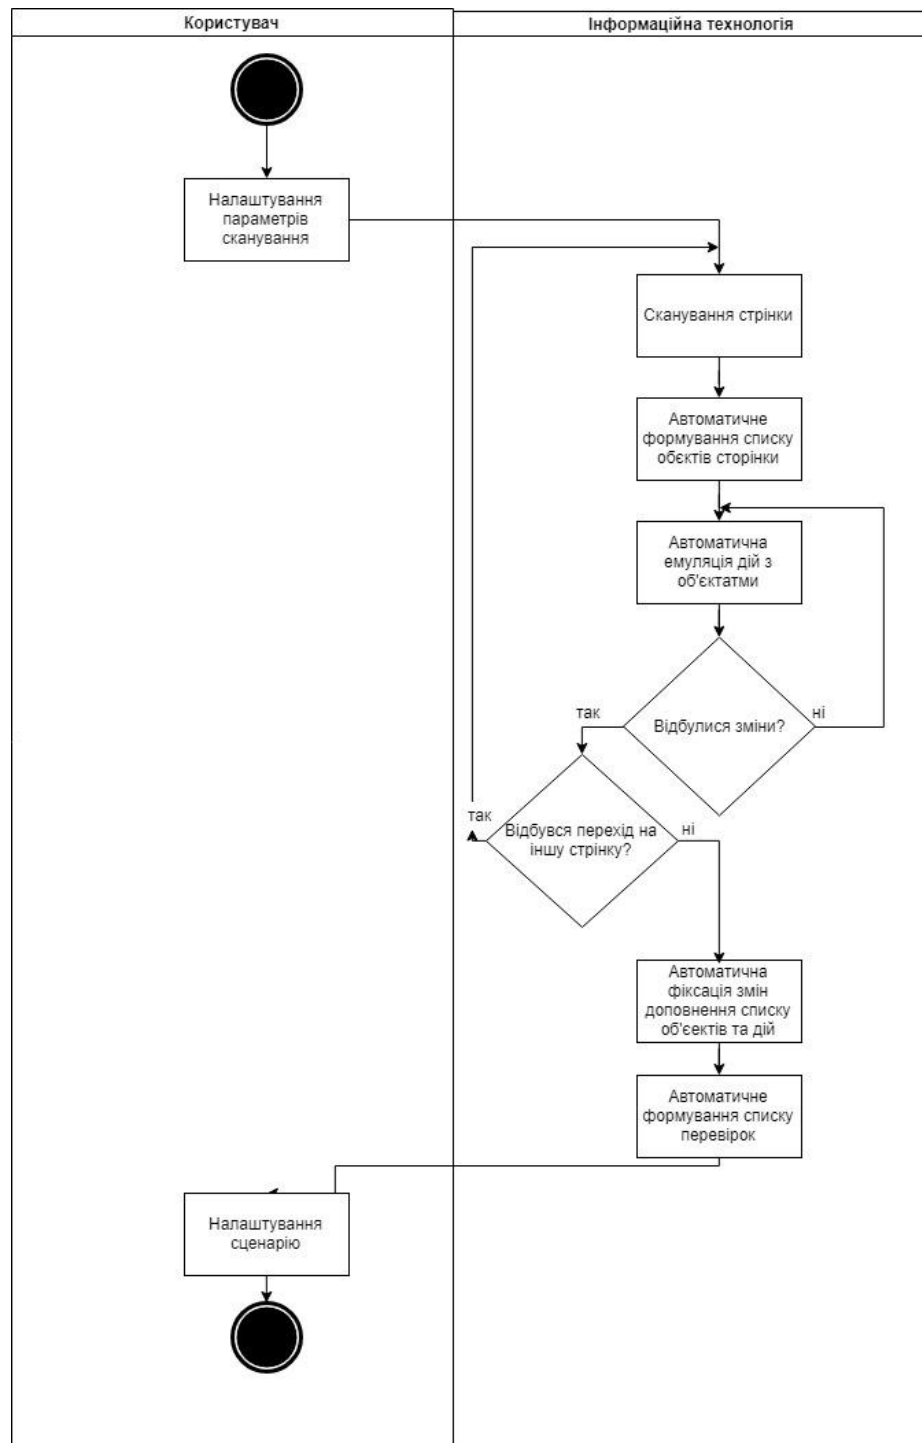 Користувач
Інформаційна технологія
Налаштування
параметрів
сканування
Сканування стрінки
Автоматичне
формування списку
обєктів сторінки
Автоматична
емуляція дій з
об'єктатми
Відбулися зміни?
так
ні
Відбувся перехід на
іншу стрінку?
так
ні
Автоматична
фіксація змін
доповнення списку
об'єектів та дій
Автоматичне
формування списку
перевірок
Налаштування
сценарію